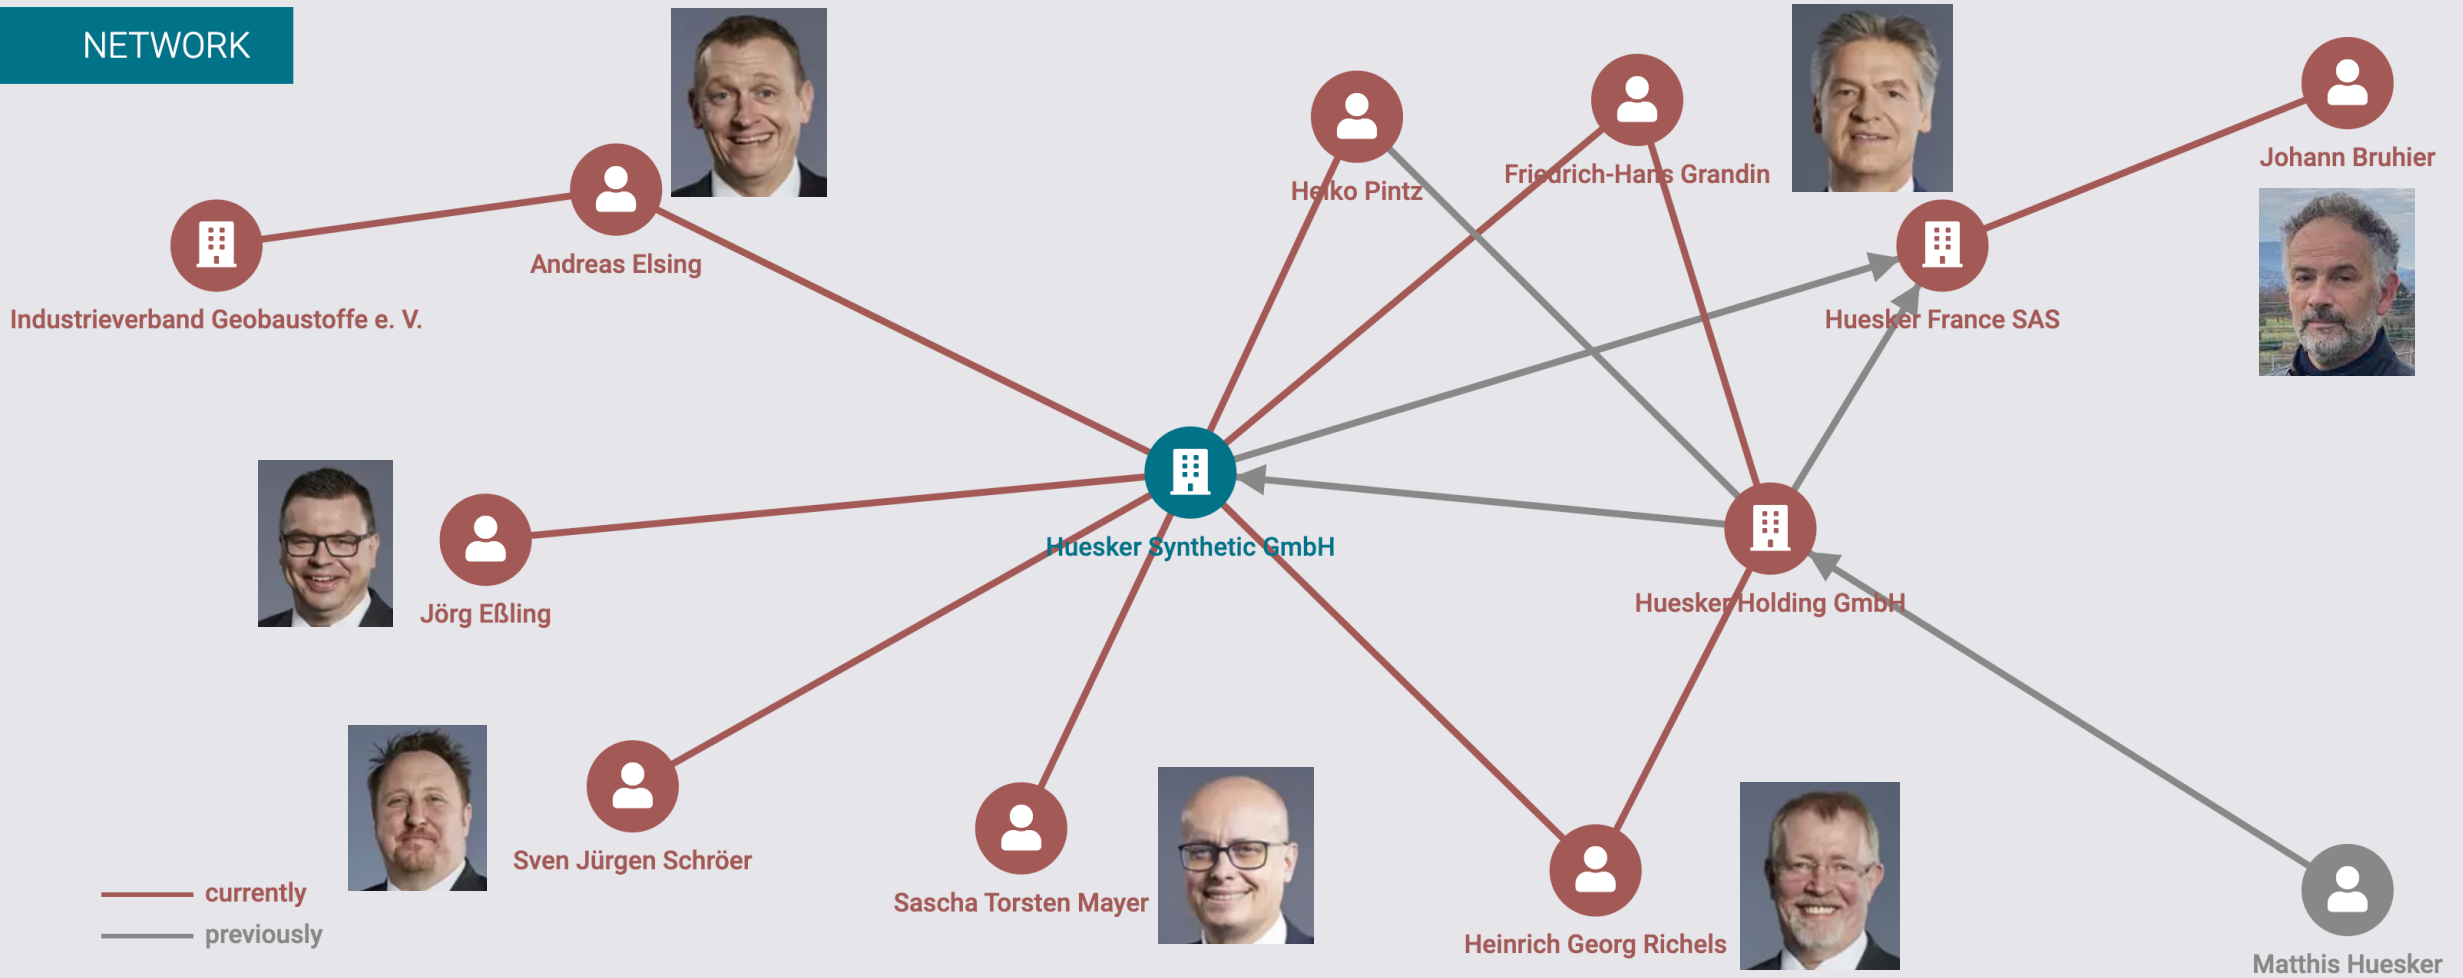 NETWORK
Johann Bruhier
Heiko Pintz
Friedrich-Hans Grandin
Andreas Elsing
Industrieverband Geobaustoffe e. V.
Huesker France SAS
Huesker Synthetic GmbH
Huesker Holding GmbH
Jörg Eßling
Sven Jürgen Schröer
Sascha Torsten Mayer
Heinrich Georg Richels
Matthis Huesker
currently
previously